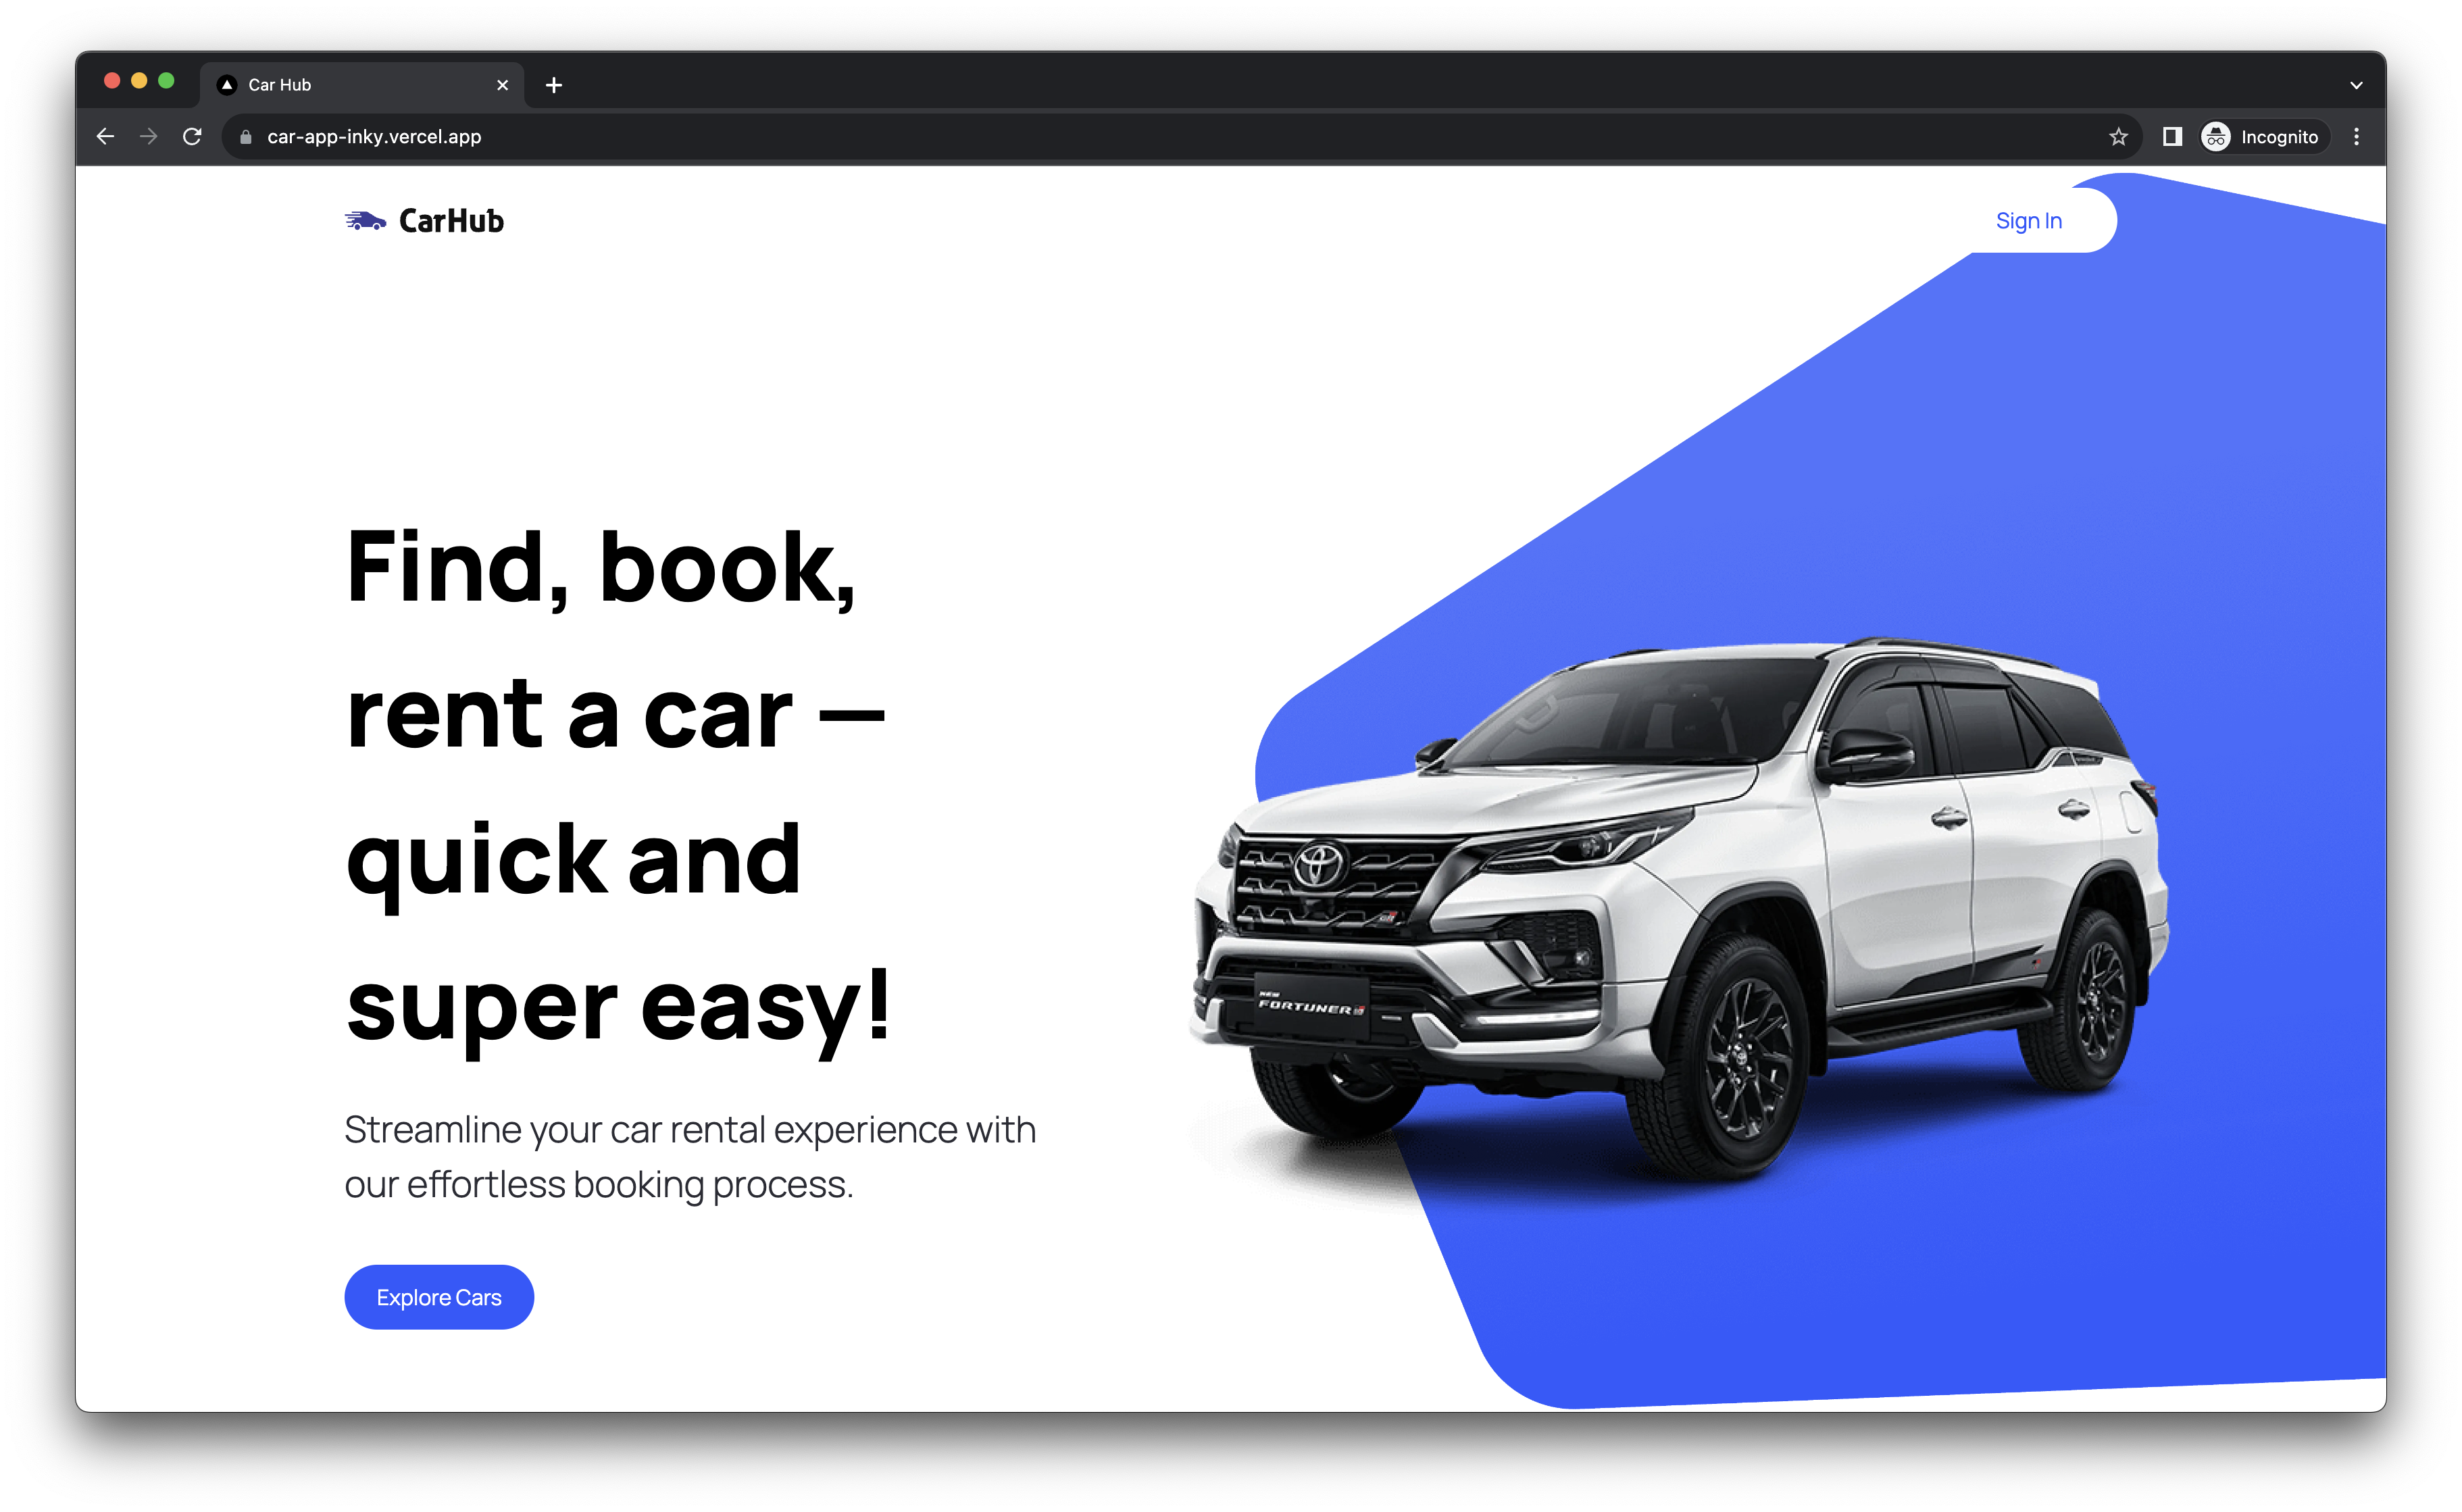 Car Hub
car-app-inky.vercel.app
Incognito
CarHub
Sign In
Find, book,
rent a car —
quick and
super easy!
Streamline your car rental experience with
our effortless booking process.
Explore Cars
NEW
FORTUNER
GR